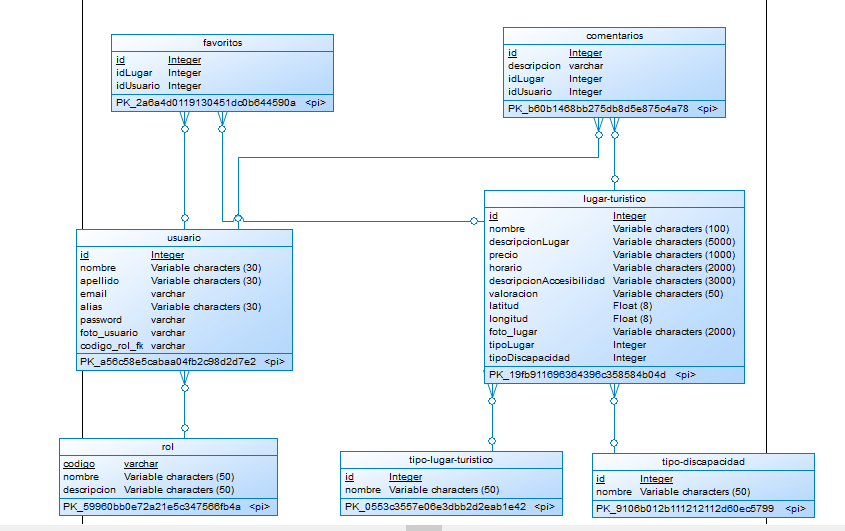 favoritos
id Integer
idLugar Integer
idUsuario Integer
PK_2a6a4d0119130451dc0b644590a <pi>
comentarios
id Integer
descripcion varchar
idLugar Integer
idUsuario Integer
PK_b60b1468bb275db8d5e875c4a78 <pi>
lugar-turistico
id Integer
nombre Variable characters (100)
descripcionLugar Variable characters (5000)
precio Variable characters (1000)
horario Variable characters (2000)
descripcionAccesibilidad Variable characters (3000)
valoracion Variable characters (50)
latitud Float (8)
longitud Float (8)
foto_lugar Variable characters (2000)
tipoLugar Integer
tipoDiscapacidad Integer
PK_19fb911696364396c358584b04d <pi>
usuario
id Integer
nombre Variable characters (30)
apellido Variable characters (30)
email varchar
alias Variable characters (30)
password varchar
foto_usuario varchar
codigo_rol_fk varchar
PK_a56c58e5cabaa04fb2c98d2d7e2 <pi>
rol
codigo varchar
nombre Variable characters (50)
descripcion Variable characters (50)
PK_59960bb0e72a21e5c347566fb4a <pi>
tipo-lugar-turistico
id Integer
nombre Variable characters (50)
PK_0553c3557e06e3dbb2d2eab1e42 <pi>
tipo-discapacidad
id Integer
nombre Variable characters (50)
PK_9106b012b111212112d60ec5799 <pi>